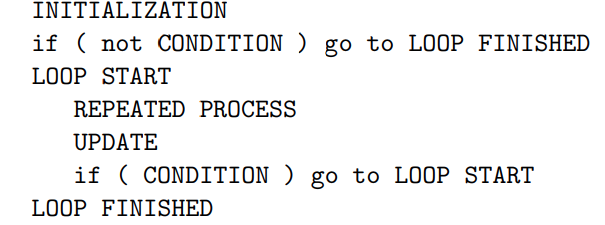 INITIALIZATION
if ( not CONDITION ) go to LOOP FINISHED
LOOP START
REPEATED PROCESS
UPDATE
if ( CONDITION ) go to LOOP START
LOOP FINISHED